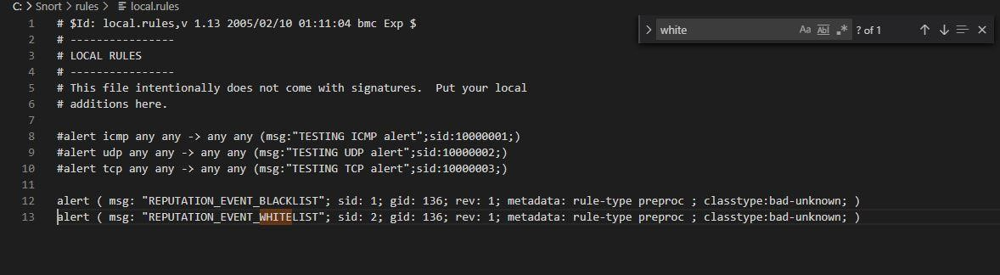 C: > Snort > rules > local.rules
white Aa Abl .* ? of 1
1 # $Id: local.rules,v 1.13 2005/02/10 01:11:04 bmc Exp $
2 # ----------------
3 # LOCAL RULES
4 # ----------------
5 # This file intentionally does not come with signatures.  Put your local
6 # additions here.
7
8 #alert icmp any any -> any any (msg:"TESTING ICMP alert";sid:10000001;)
9 #alert udp any any -> any any (msg:"TESTING UDP alert";sid:10000002;)
10 #alert tcp any any -> any any (msg:"TESTING TCP alert";sid:10000003;)
11
12 alert ( msg: "REPUTATION_EVENT_BLACKLIST"; sid: 1; gid: 136; rev: 1; metadata: rule-type preproc ; classtype:bad-unknown; )
13 alert ( msg: "REPUTATION_EVENT_WHITELIST"; sid: 2; gid: 136; rev: 1; metadata: rule-type preproc ; classtype:bad-unknown; )